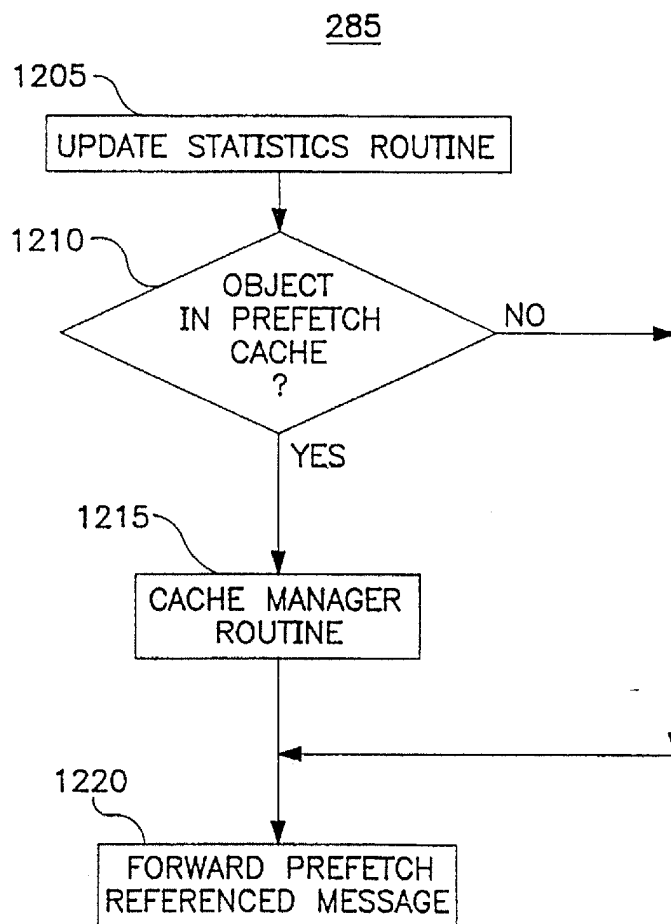 285
1205
UPDATE STATISTICS ROUTINE
1210
OBJECT
IN PREFETCH
CACHE
?
NO
YES
1215
CACHE MANAGER
ROUTINE
1220
FORWARD PREFETCH
REFERENCED MESSAGE